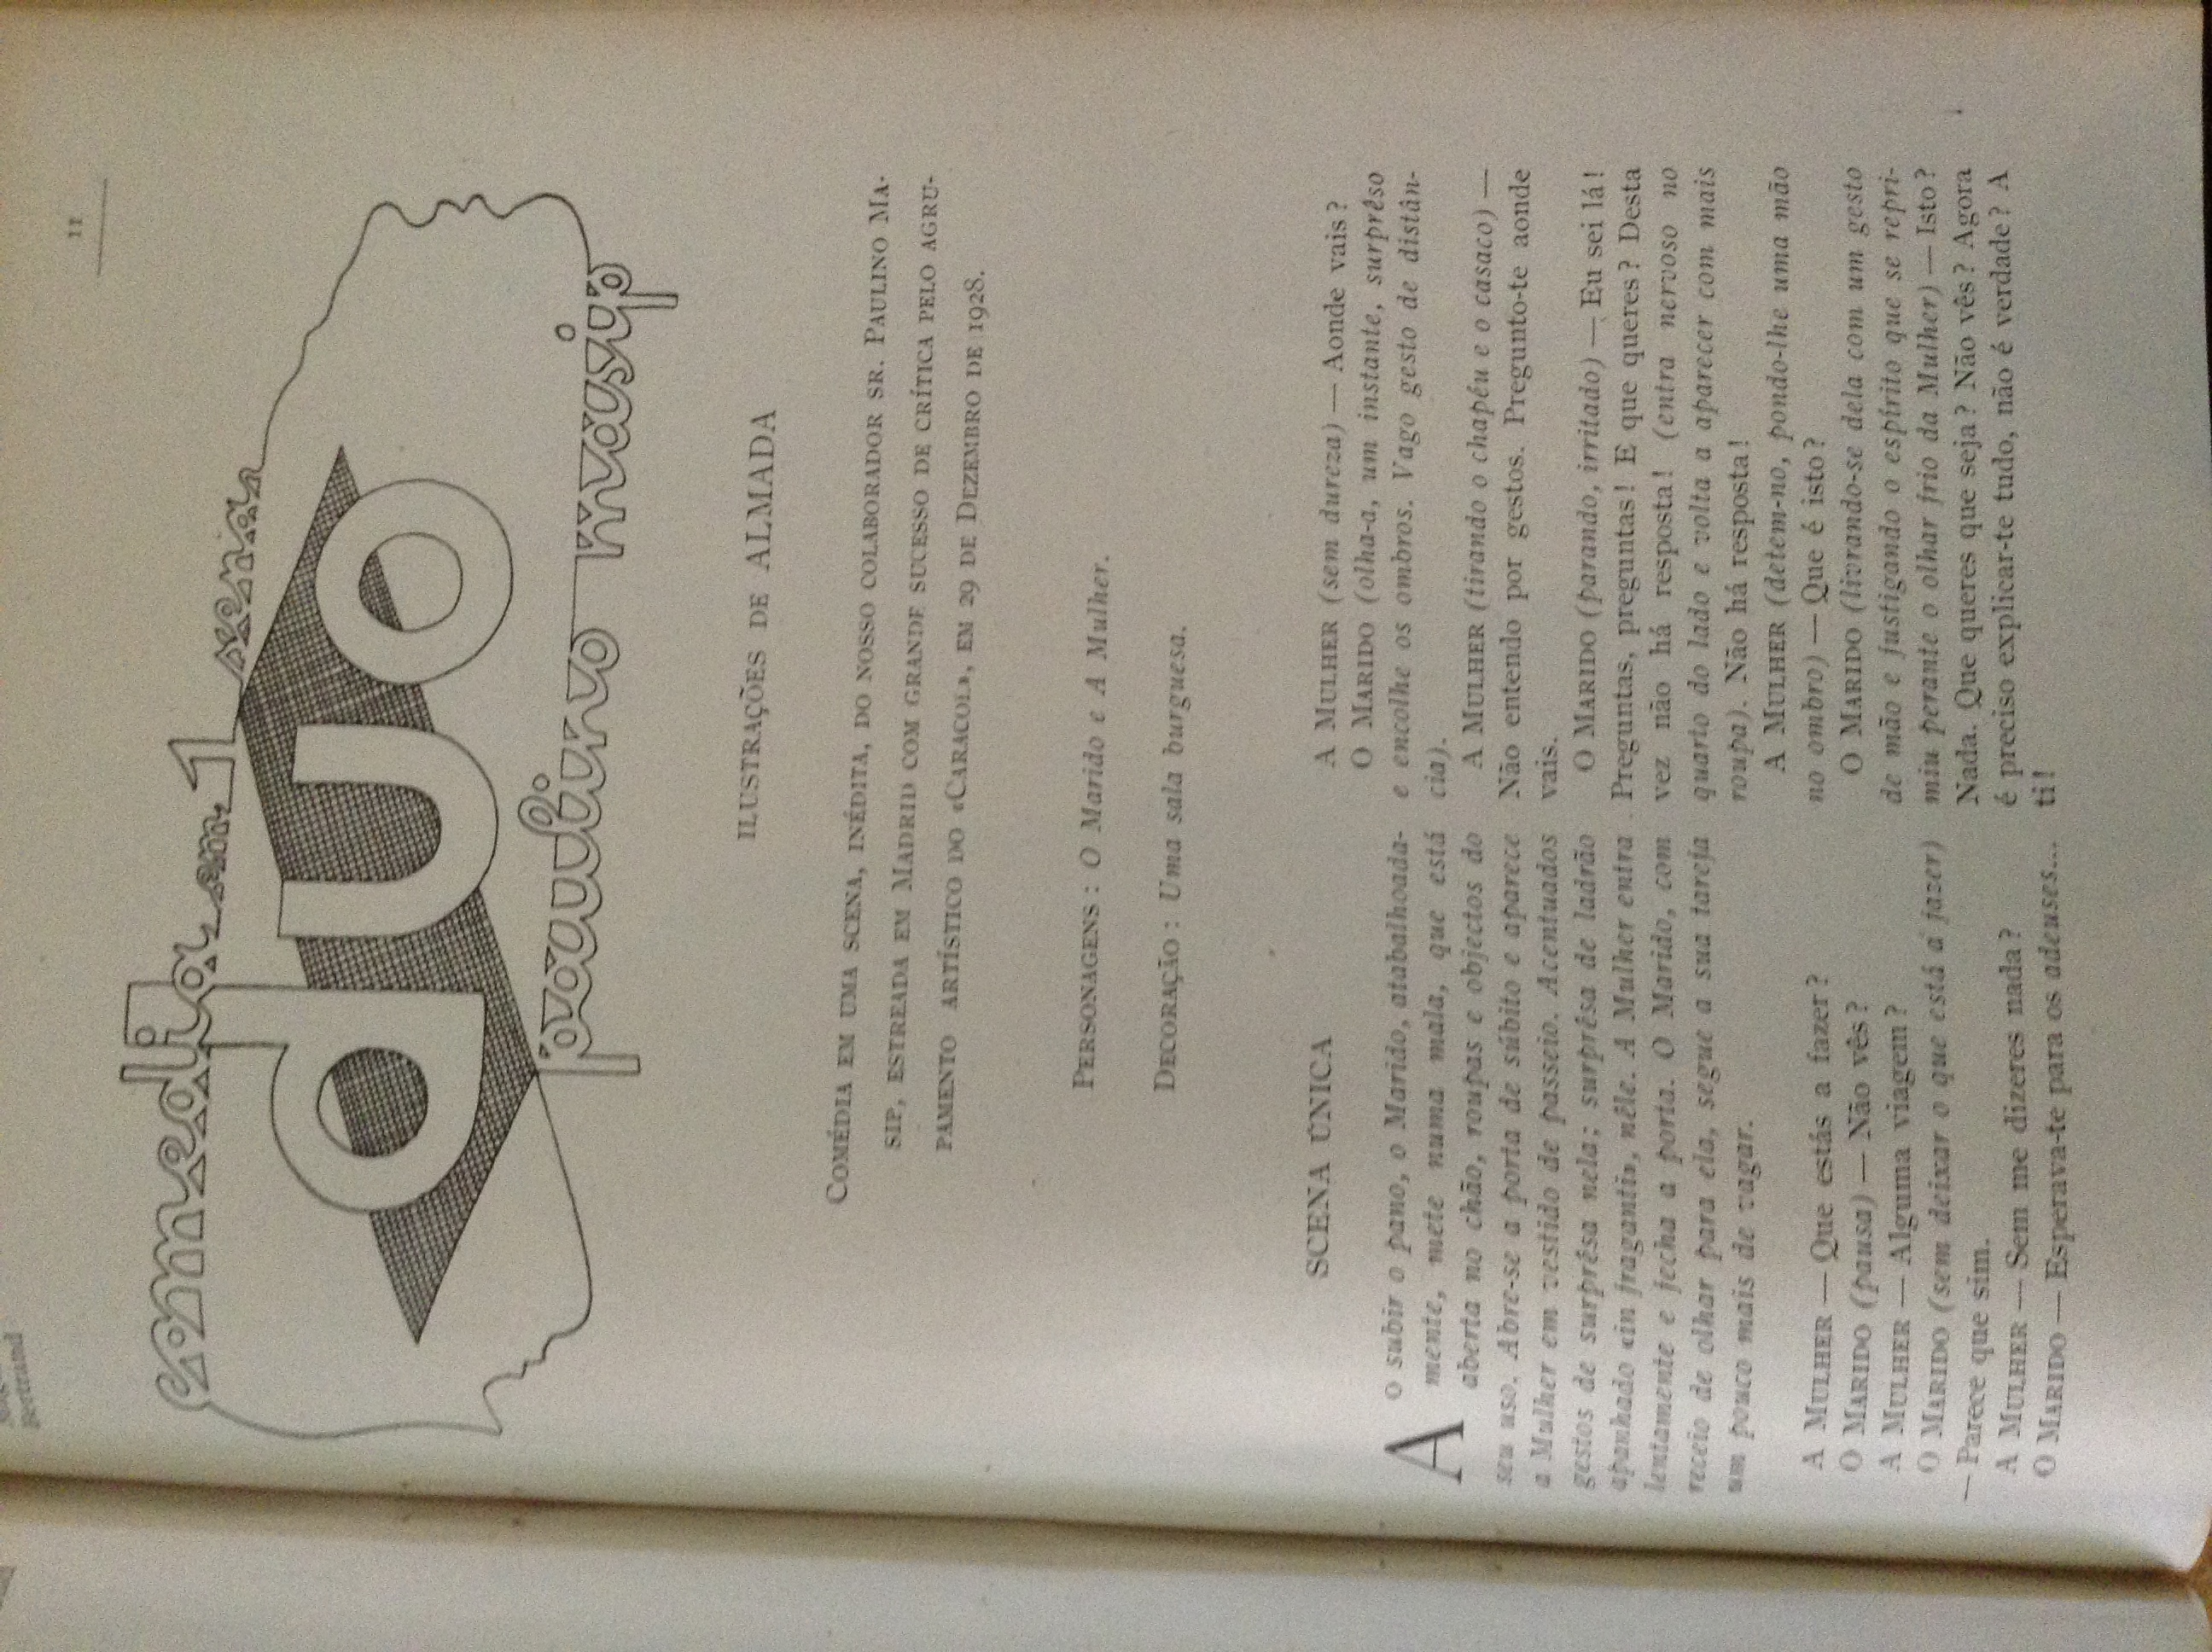 Bertrand
11
comedia em 1 scena
duo
paulino masip
ILUSTRAÇÕES DE ALMADA
COMÉDIA EM UMA SCENA, INÉDITA, DO NOSSO COLABORADOR SR. PAULINO MA-
SIP, ESTREADA EM MADRID COM GRANDE SUCESSO DE CRÍTICA PELO AGRU-
PAMENTO ARTÍSTICO DO «CARACOL», EM 29 DE DEZEMBRO DE 1928.
PERSONAGENS: O Marido e A Mulher.
DECORAÇÃO: Uma sala burguesa.
SCENA ÚNICA
AO subir o pano, o Marido, atabalhoada-
mente, mete numa mala, que está
aberta no chão, roupas e objectos do
seu uso. Abre-se a porta de súbito e aparece
a Mulher em vestido de passeio. Acentuados
gestos de surprêsa nela; surprêsa de ladrão
apanhado «in fraganti», nêle. A Mulher entra
lentamente e fecha a porta. O Marido, com
receio de olhar para ela, segue a sua tarefa
um pouco mais de vagar.
A MULHER — Que estás a fazer?
O MARIDO (pausa) — Não vês?
A MULHER — Alguma viagem?
O MARIDO (sem deixar o que está a fazer)
— Parece que sim.
A MULHER — Sem me dizeres nada?
O MARIDO — Esperava-te para os adeuses...
A MULHER (sem dureza) — Aonde vais?
O MARIDO (olha-a, um instante, surprêso
e encolhe os ombros. Vago gesto de distân-
cia).
A MULHER (tirando o chapéu e o casaco) —
Não entendo por gestos. Pregunto-te aonde
vais.
O MARIDO (parando, irritado) — Eu sei lá!
Preguntas, preguntas! E que queres? Desta
vez não há resposta! (entra nervoso no
quarto do lado e volta a aparecer com mais
roupa). Não há resposta!
A MULHER (detem-no, pondo-lhe uma mão
no ombro) — Que é isto?
O MARIDO (livrando-se dela com um gesto
de mão e justigando o espírito que se repri-
miu perante o olhar frio da Mulher) — Isto?
Nada. Que queres que seja? Não vês? Agora
é preciso explicar-te tudo, não é verdade? A
ti!